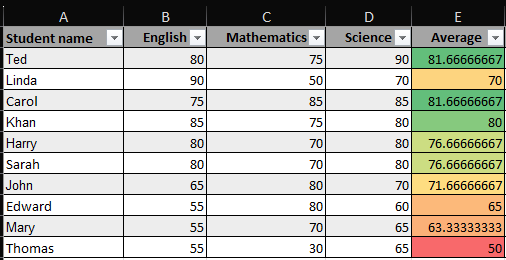 A B C D E
Student name English Mathematics Science Average
Ted 80 75 90 81.66666667
Linda 90 50 70 70
Carol 75 85 85 81.66666667
Khan 85 75 80 80
Harry 80 70 80 76.66666667
Sarah 80 70 80 76.66666667
John 65 80 70 71.66666667
Edward 55 80 60 65
Mary 55 70 65 63.33333333
Thomas 55 30 65 50